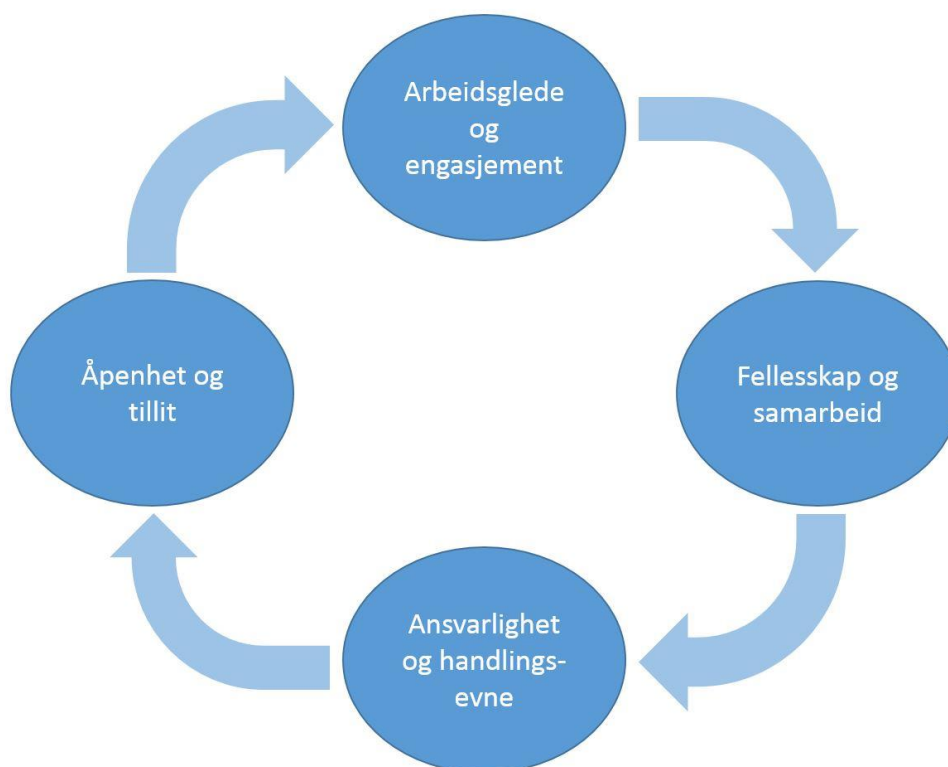 Arbeidsglede
og
engasjement
Åpenhet og
tillit
Fellesskap og
samarbeid
Ansvarlighet
og handlings-
evne